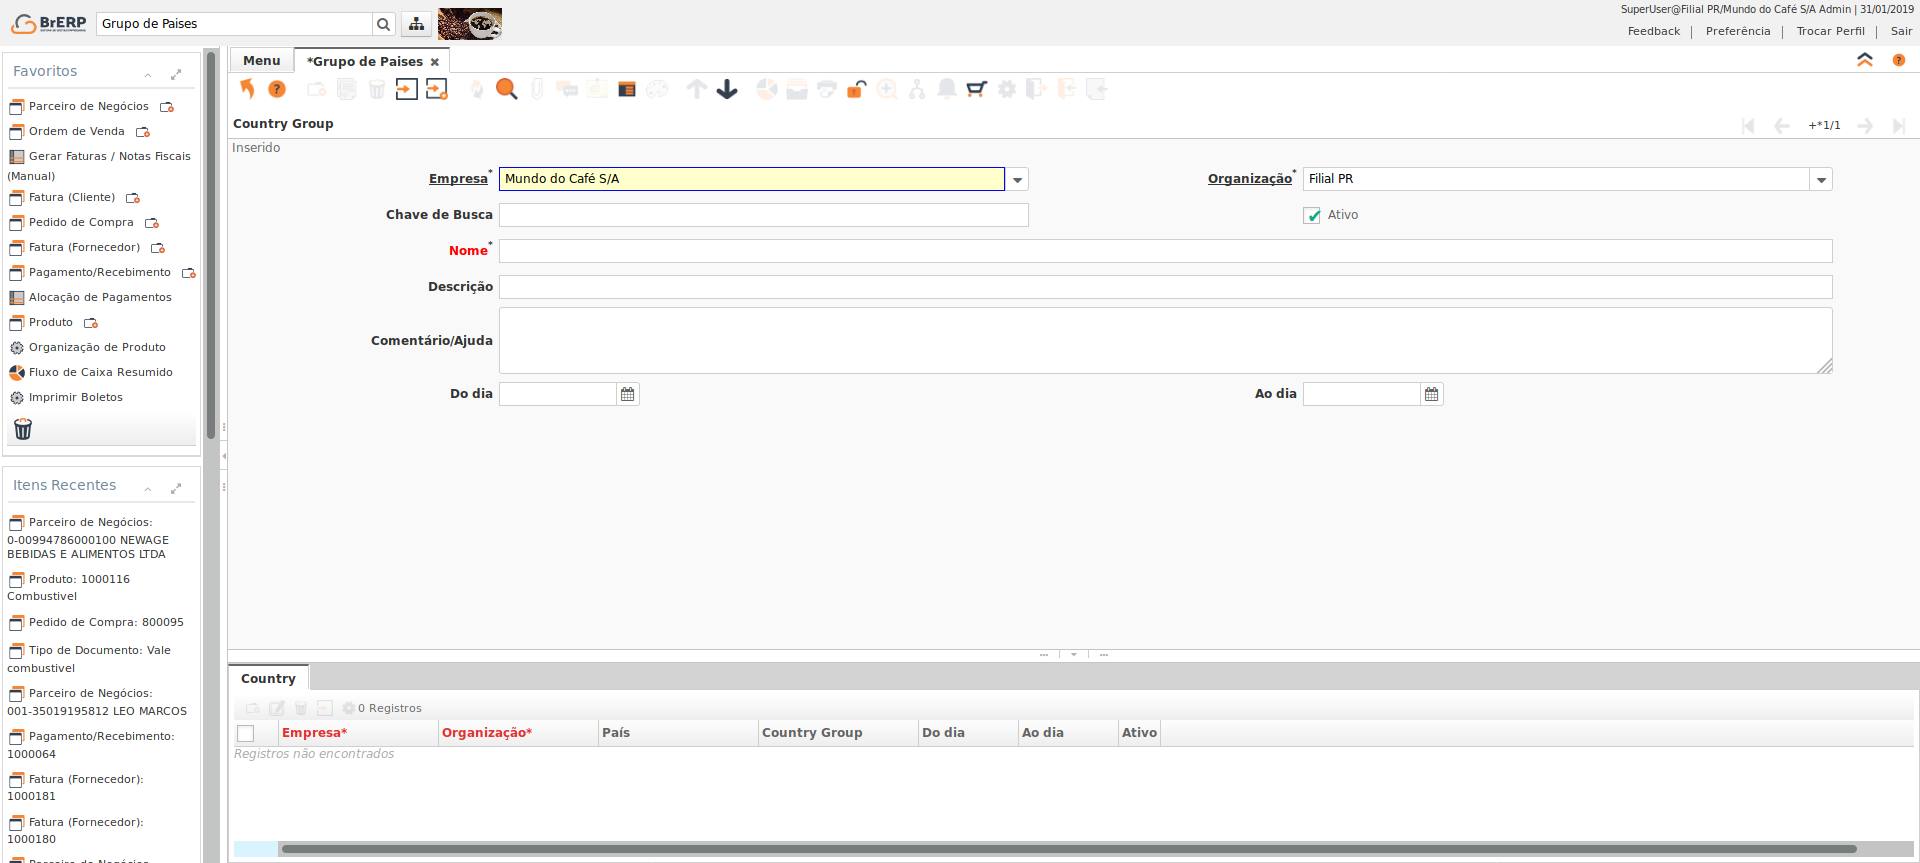 BrERP
Grupo de Paises
SuperUser@Filial PR/Mundo do Café S/A Admin | 31/01/2019
Feedback | Preferência | Trocar Perfil | Sair
Favoritos
Parceiro de Negócios
Ordem de Venda
Gerar Faturas / Notas Fiscais
(Manual)
Fatura (Cliente)
Pedido de Compra
Fatura (Fornecedor)
Pagamento/Recebimento
Alocação de Pagamentos
Produto
Organização de Produto
Fluxo de Caixa Resumido
Imprimir Boletos
Itens Recentes
Parceiro de Negócios:
0-00994786000100 NEWAGE
BEBIDAS E ALIMENTOS LTDA
Produto: 1000116
Combustivel
Pedido de Compra: 800095
Tipo de Documento: Vale
combustivel
Parceiro de Negócios:
001-35019195812 LEO MARCOS
Pagamento/Recebimento:
1000064
Fatura (Fornecedor):
1000181
Fatura (Fornecedor):
1000180
Menu
*Grupo de Paises
Country Group
+*1/1
Inserido
Empresa* Mundo do Café S/A
Organização* Filial PR
Chave de Busca
Ativo
Nome*
Descrição
Comentário/Ajuda
Do dia
Ao dia
Country
0 Registros
Empresa* Organização* País Country Group Do dia Ao dia Ativo
Registros não encontrados